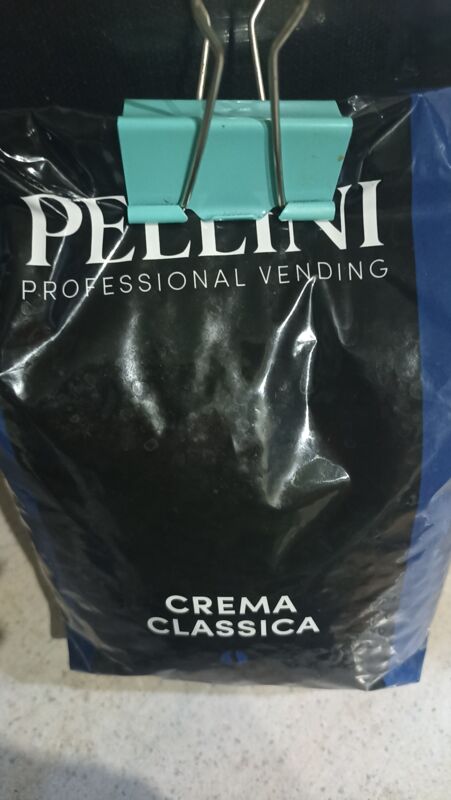 PELLINI
PROFESSIONAL VENDING
CREMA
CLASSICA